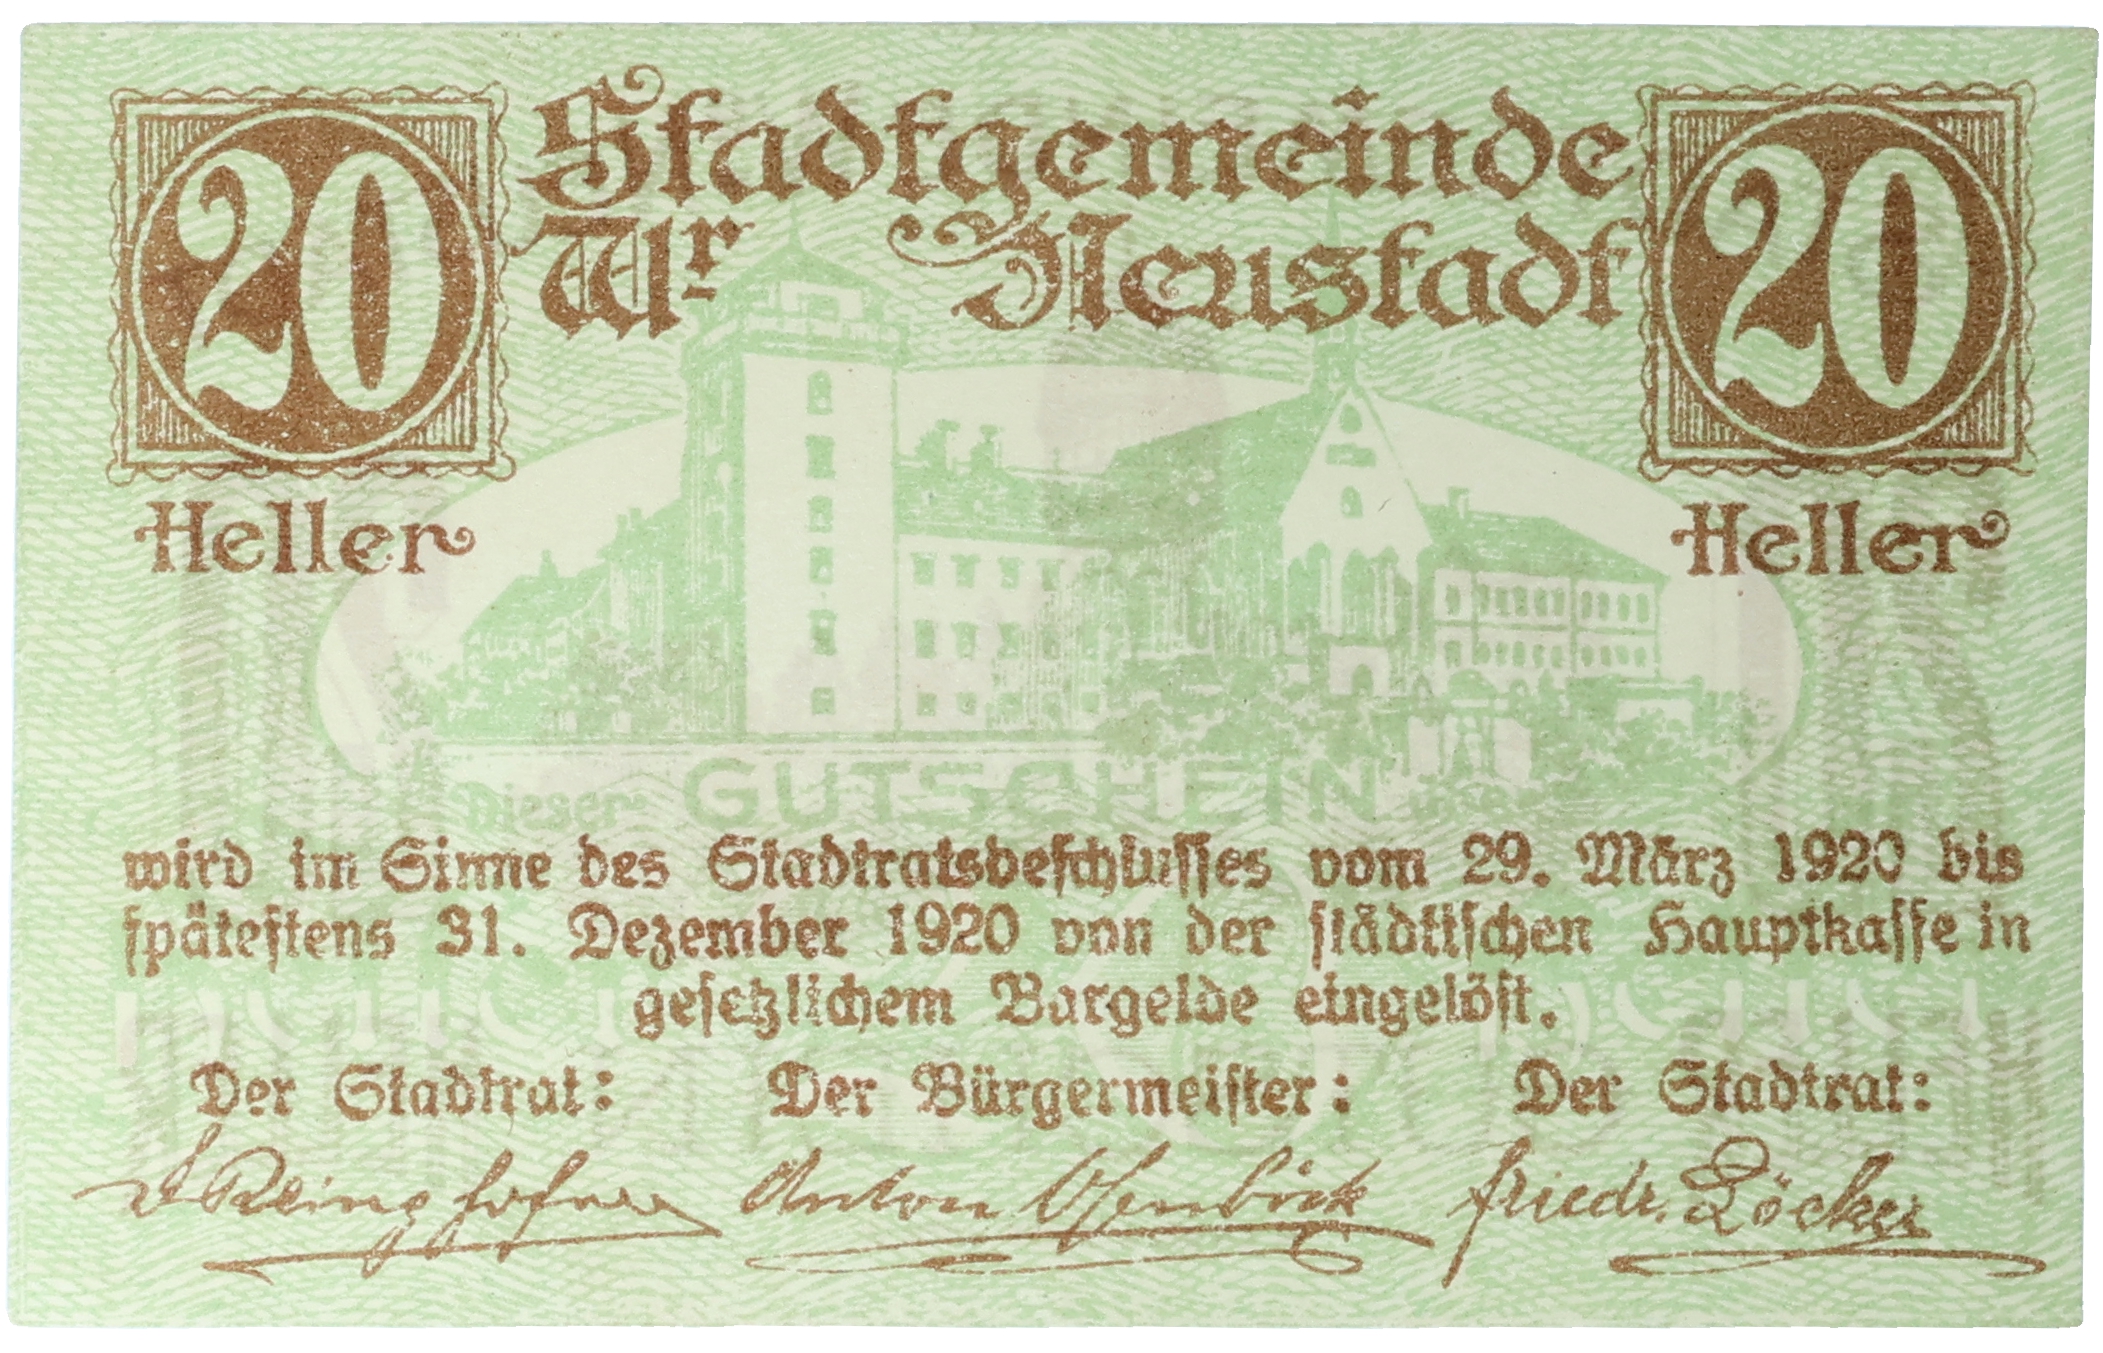 20 Stadtgemeinde 20
Wr Neustadt
Heller Heller
Dieser GUTSCHEIN
wird im Sinne des Stadtratsbeschlusses vom 29. März 1920 bis
spätestens 31. Dezember 1920 von der städtischen Hauptkasse in
gesetzlichem Bargelde eingelöst.
Der Stadtrat: Der Bürgermeister: Der Stadtrat:
Anton Ofenböck Friedr. Löcker